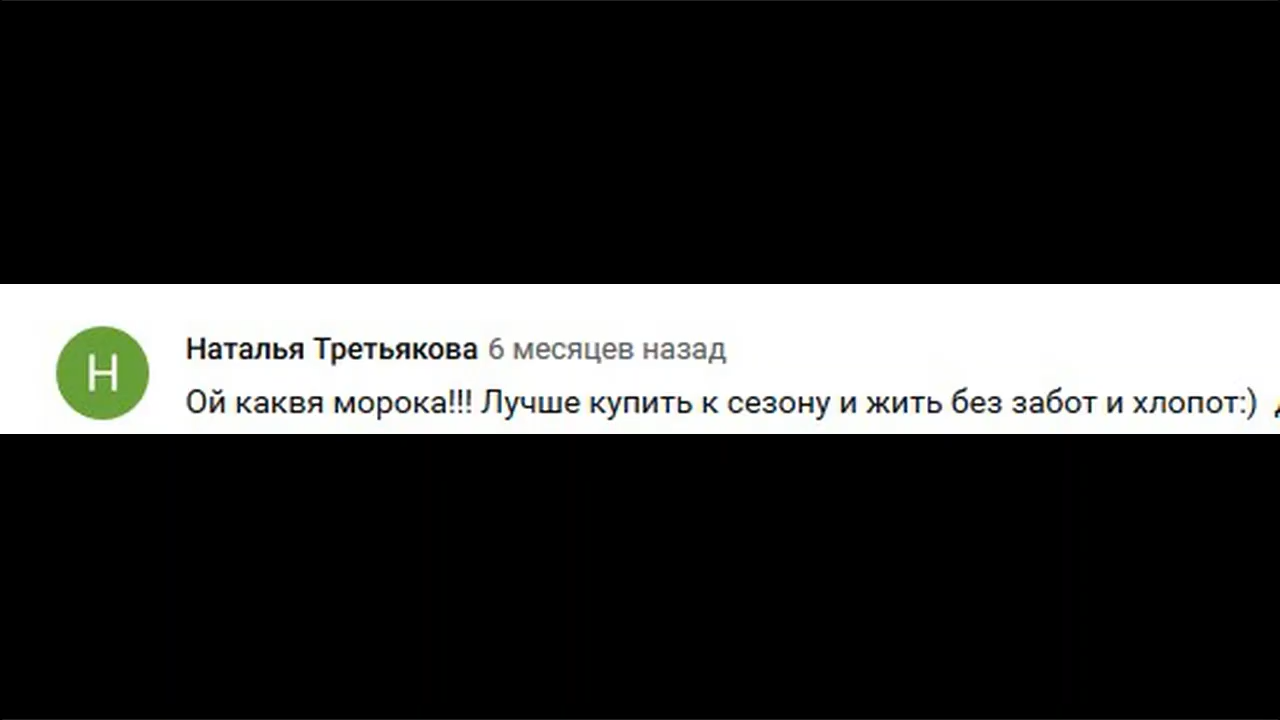 Н
Наталья Третьякова 6 месяцев назад
Ой каквя морока!!! Лучше купить к сезону и жить без забот и хлопот:)